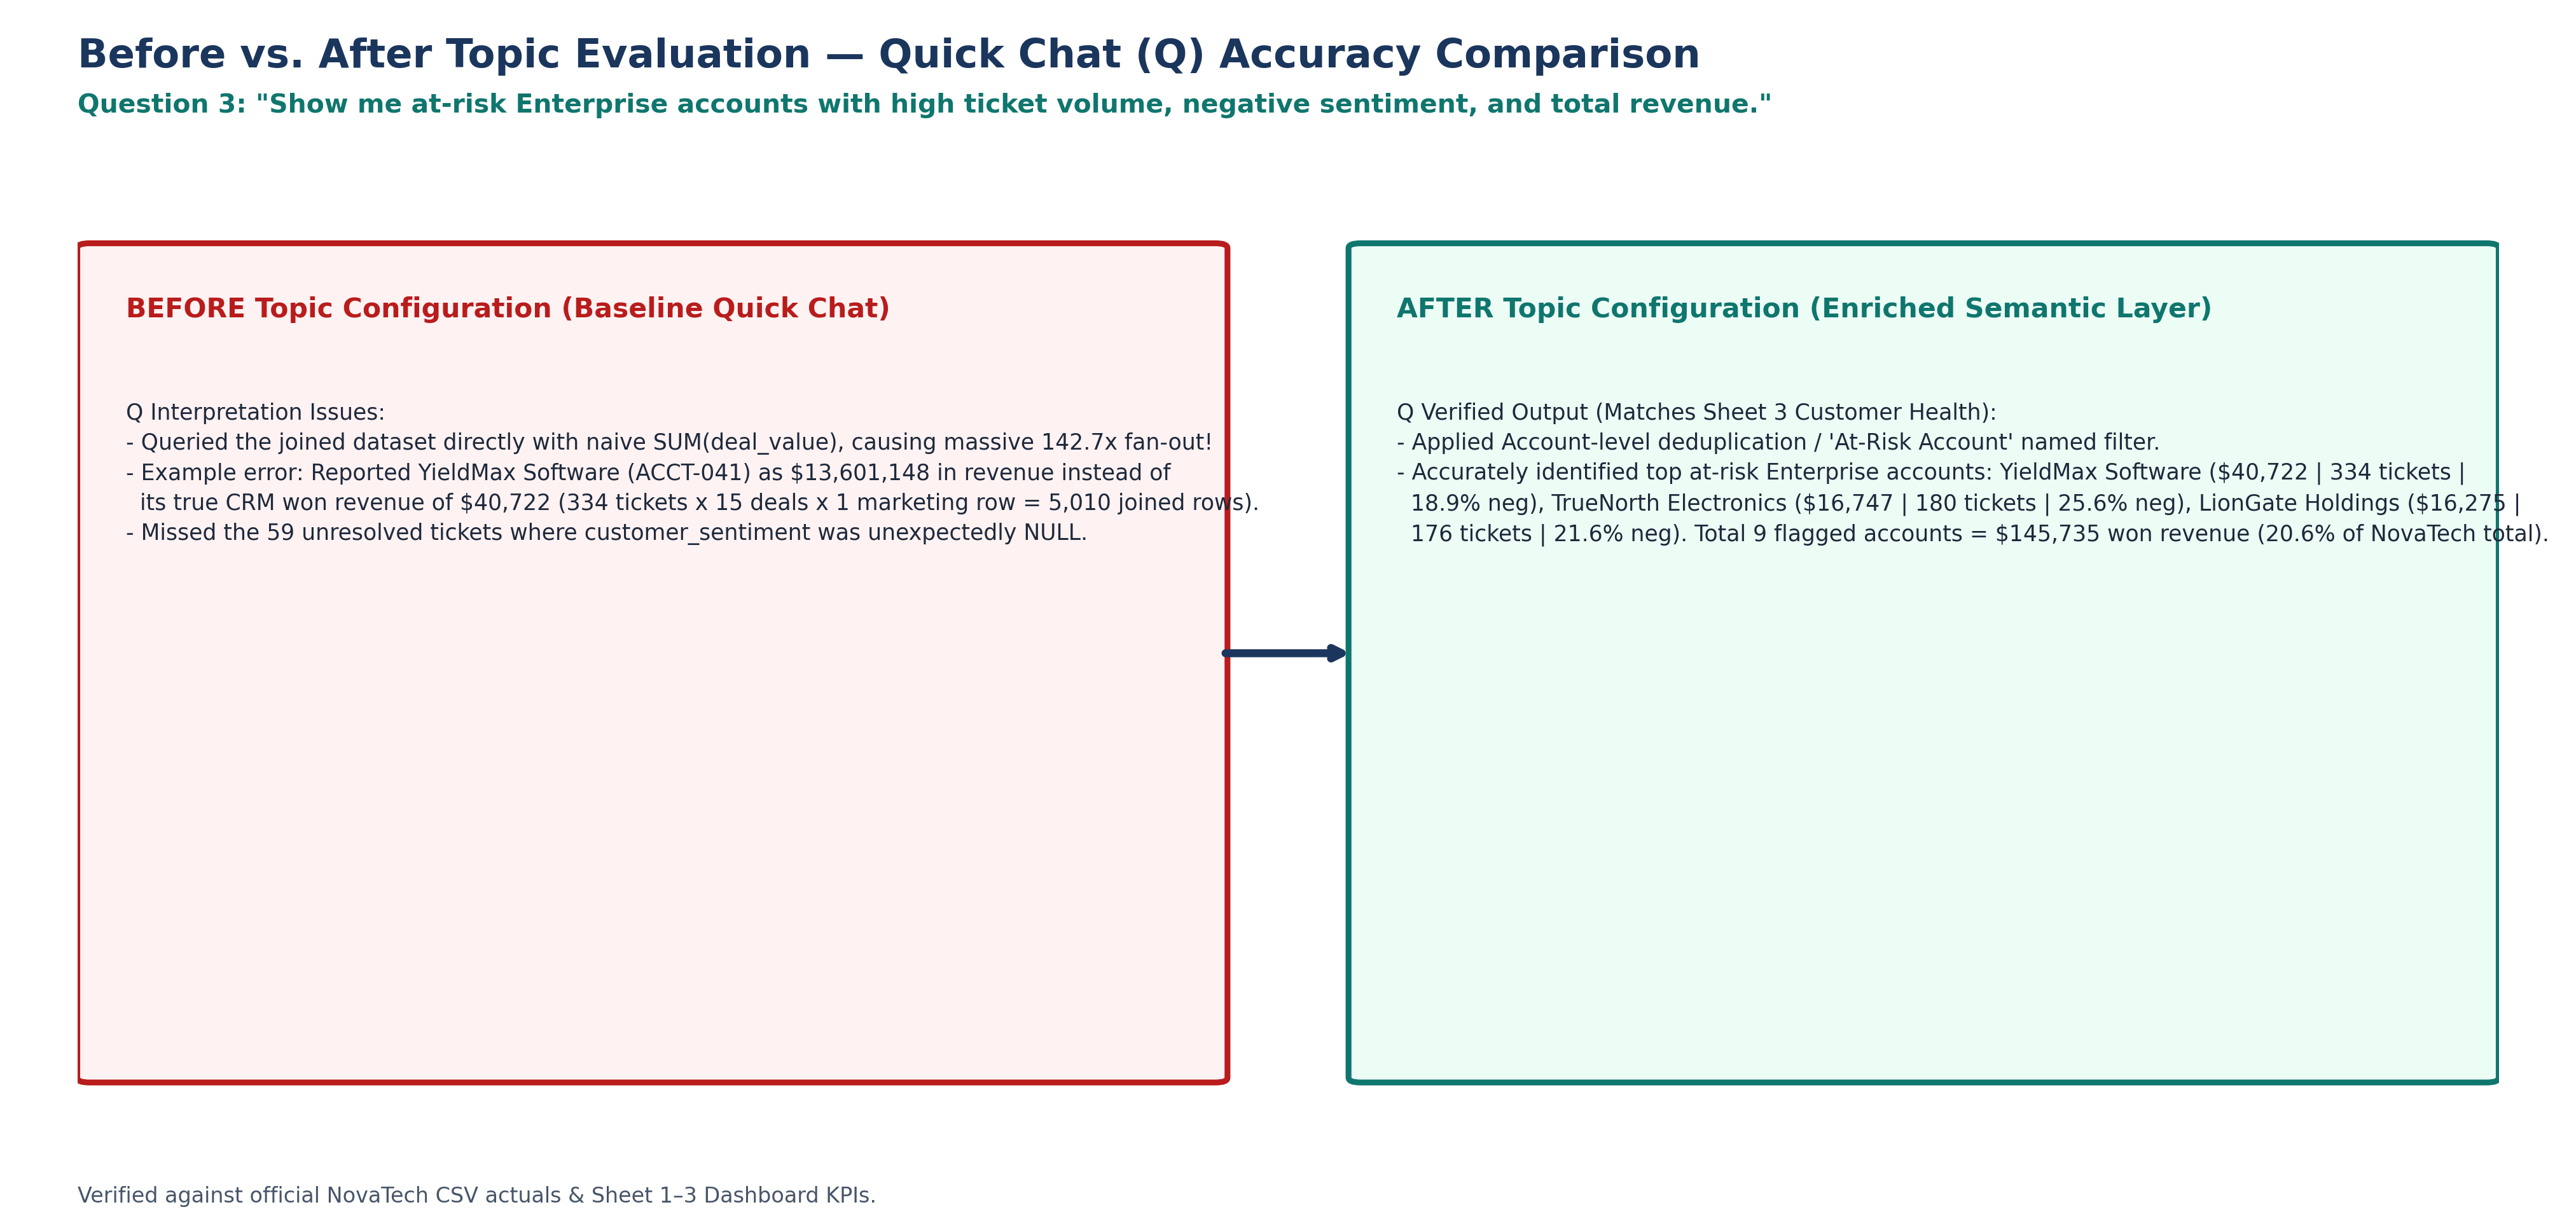 Before vs. After Topic Evaluation — Quick Chat (Q) Accuracy Comparison
Question 3: "Show me at-risk Enterprise accounts with high ticket volume, negative sentiment, and total revenue."
BEFORE Topic Configuration (Baseline Quick Chat)
Q Interpretation Issues:
- Queried the joined dataset directly with naive SUM(deal_value), causing massive 142.7x fan-out!
- Example error: Reported YieldMax Software (ACCT-041) as $13,601,148 in revenue instead of
its true CRM won revenue of $40,722 (334 tickets x 15 deals x 1 marketing row = 5,010 joined rows).
- Missed the 59 unresolved tickets where customer_sentiment was unexpectedly NULL.
AFTER Topic Configuration (Enriched Semantic Layer)
Q Verified Output (Matches Sheet 3 Customer Health):
- Applied Account-level deduplication / 'At-Risk Account' named filter.
- Accurately identified top at-risk Enterprise accounts: YieldMax Software ($40,722 | 334 tickets |
18.9% neg), TrueNorth Electronics ($16,747 | 180 tickets | 25.6% neg), LionGate Holdings ($16,275 |
176 tickets | 21.6% neg). Total 9 flagged accounts = $145,735 won revenue (20.6% of NovaTech total).
Verified against official NovaTech CSV actuals & Sheet 1–3 Dashboard KPIs.